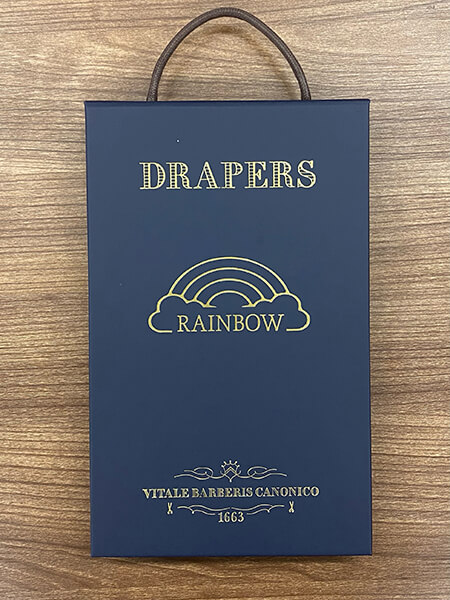 DRAPERS
RAINBOW
VITALE BARBERIS CANONICO
1663